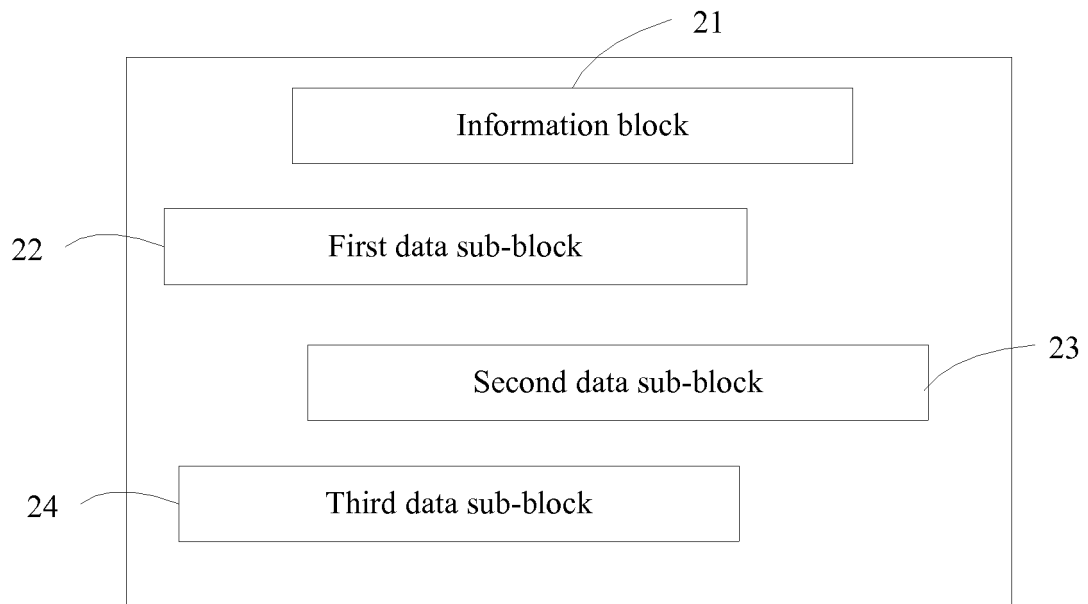 21
Information block
22
First data sub-block
Second data sub-block
23
24
Third data sub-block